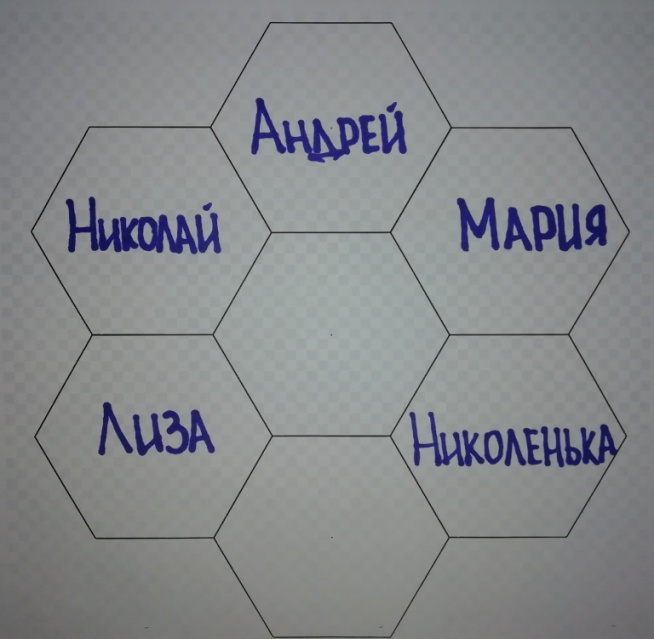 Андрей
Николай
Мария
Лиза
Николенька